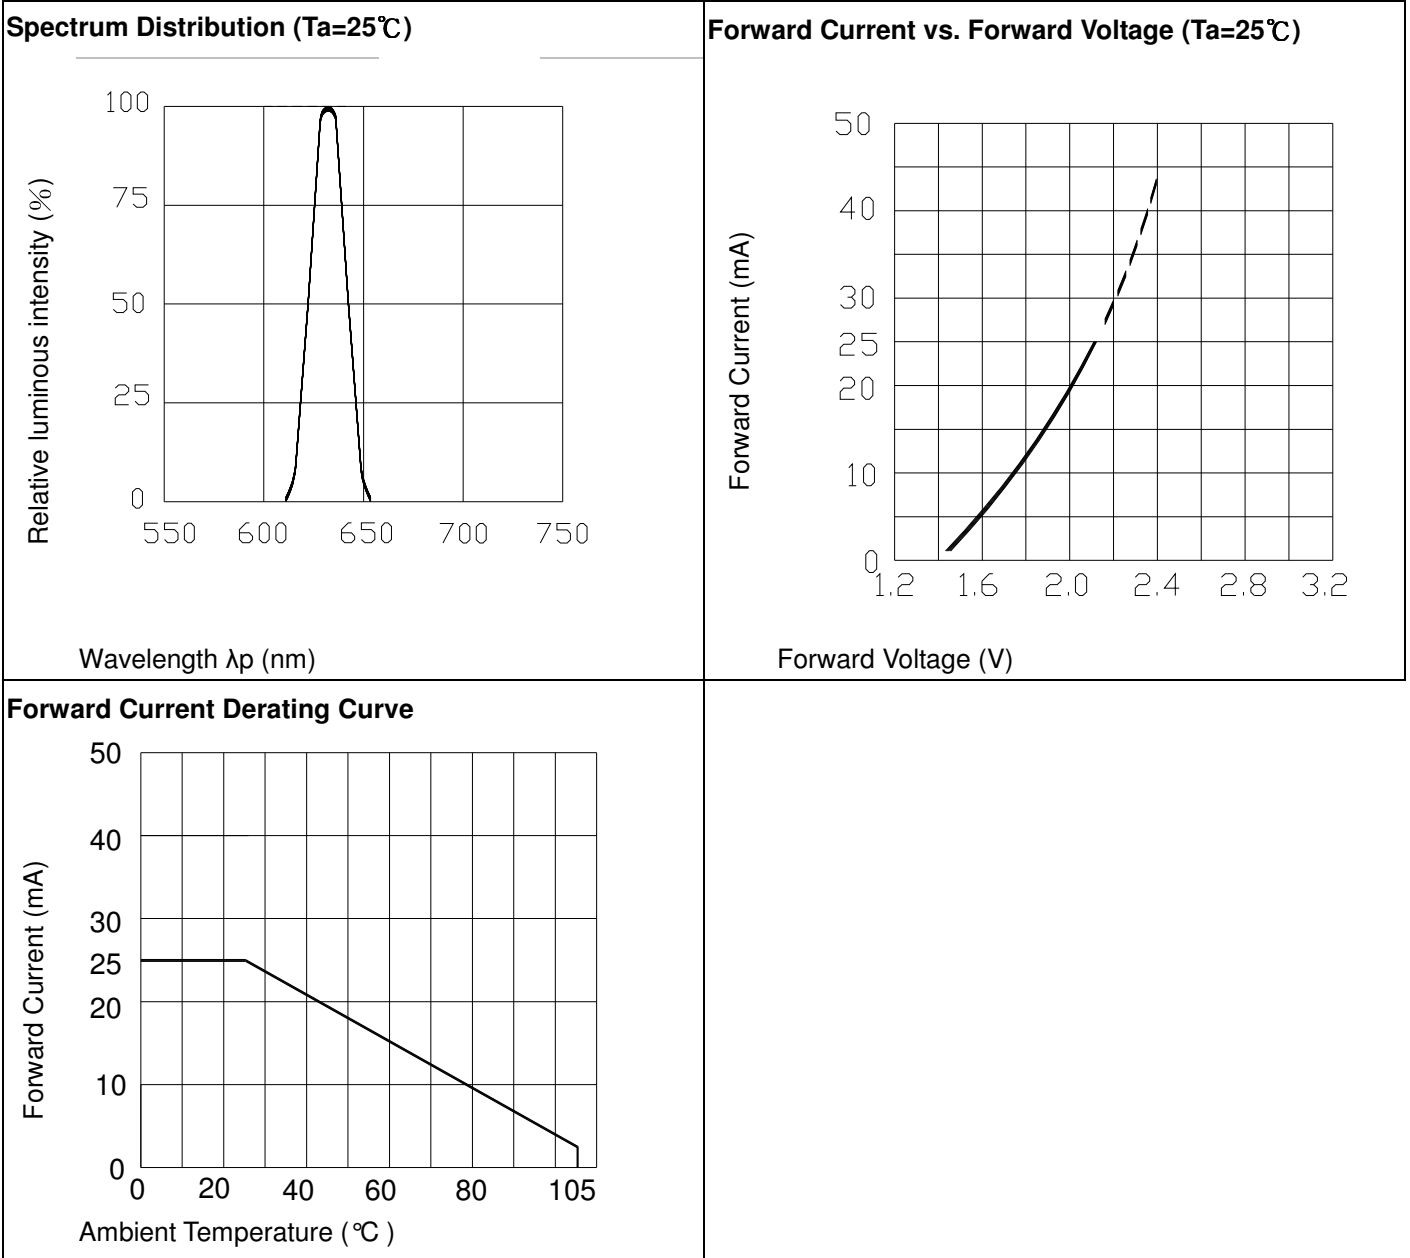 Spectrum Distribution (Ta=25℃)
100
75
50
25
0
550 600 650 700 750
Relative luminous intensity (%)
Wavelength λp (nm)
Forward Current vs. Forward Voltage (Ta=25℃)
50
40
30
25
20
10
0
1.2 1.6 2.0 2.4 2.8 3.2
Forward Current (mA)
Forward Voltage (V)
Forward Current Derating Curve
50
40
30
25
20
10
0
0 20 40 60 80 105
Forward Current (mA)
Ambient Temperature ( ℃ )